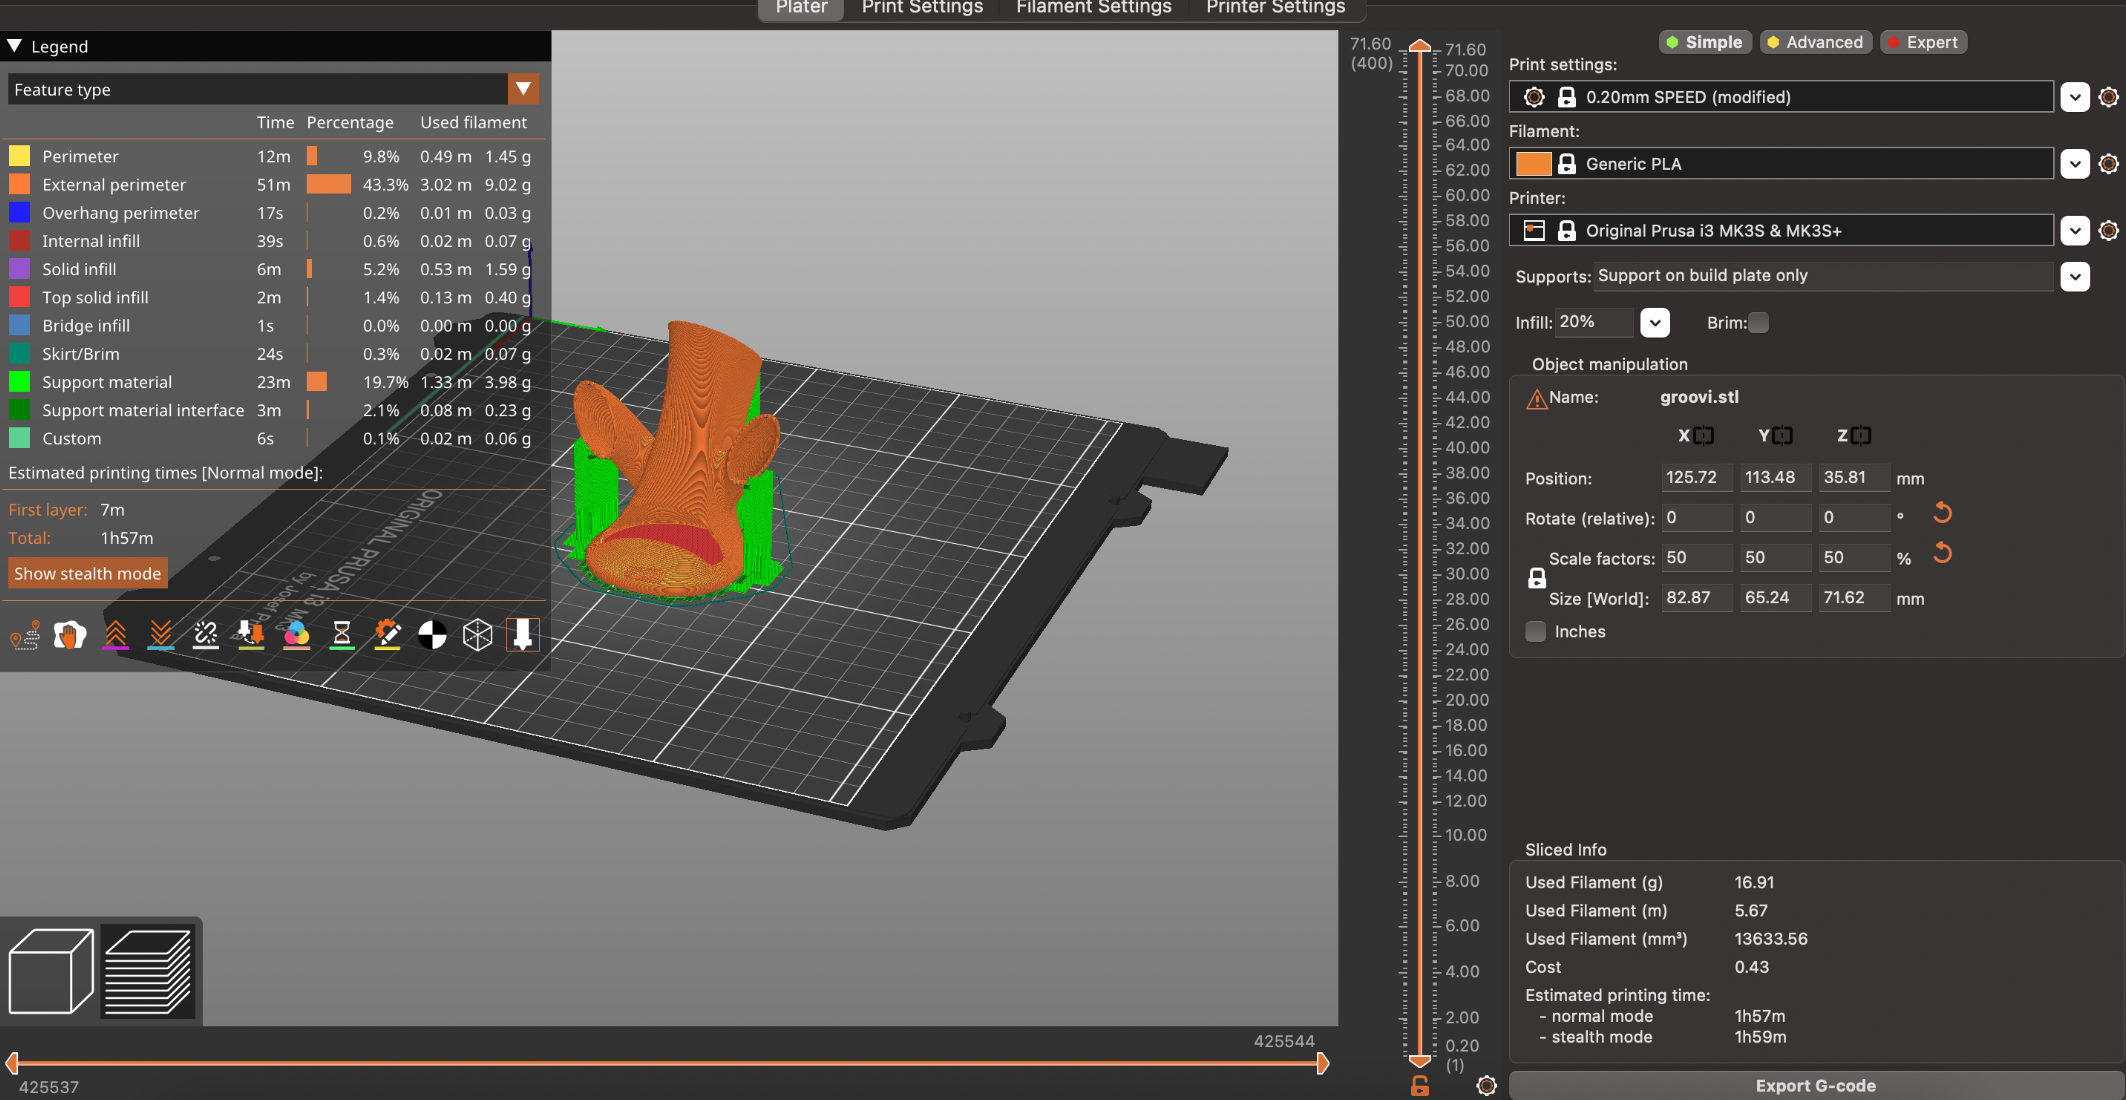 Plater Print Settings Filament Settings Printer Settings
Legend
Feature type
Time Percentage Used filament
Perimeter 12m 9.8% 0.49 m 1.45 g
External perimeter 51m 43.3% 3.02 m 9.02 g
Overhang perimeter 17s 0.2% 0.01 m 0.03 g
Internal infill 39s 0.6% 0.02 m 0.07 g
Solid infill 6m 5.2% 0.53 m 1.59 g
Top solid infill 2m 1.4% 0.13 m 0.40 g
Bridge infill 1s 0.0% 0.00 m 0.00 g
Skirt/Brim 24s 0.3% 0.02 m 0.07 g
Support material 23m 19.7% 1.33 m 3.98 g
Support material interface 3m 2.1% 0.08 m 0.23 g
Custom 6s 0.1% 0.02 m 0.06 g
Estimated printing times [Normal mode]:
First layer: 7m
Total: 1h57m
Show stealth mode
ORIGINAL PRUSA i3 MK3
by Josef Prusa
425544
425537
71.60
(400)
71.60
70.00
68.00
66.00
64.00
62.00
60.00
58.00
56.00
54.00
52.00
50.00
48.00
46.00
44.00
42.00
40.00
38.00
36.00
34.00
32.00
30.00
28.00
26.00
24.00
22.00
20.00
18.00
16.00
14.00
12.00
10.00
8.00
6.00
4.00
2.00
0.20
(1)
Simple Advanced Expert
Print settings:
0.20mm SPEED (modified)
Filament:
Generic PLA
Printer:
Original Prusa i3 MK3S & MK3S+
Supports: Support on build plate only
Infill: 20% Brim:
Object manipulation
Name: groovi.stl
X Y Z
Position: 125.72 113.48 35.81 mm
Rotate (relative): 0 0 0 °
Scale factors: 50 50 50 %
Size [World]: 82.87 65.24 71.62 mm
Inches
Sliced Info
Used Filament (g) 16.91
Used Filament (m) 5.67
Used Filament (mm³) 13633.56
Cost 0.43
Estimated printing time:
- normal mode 1h57m
- stealth mode 1h59m
Export G-code